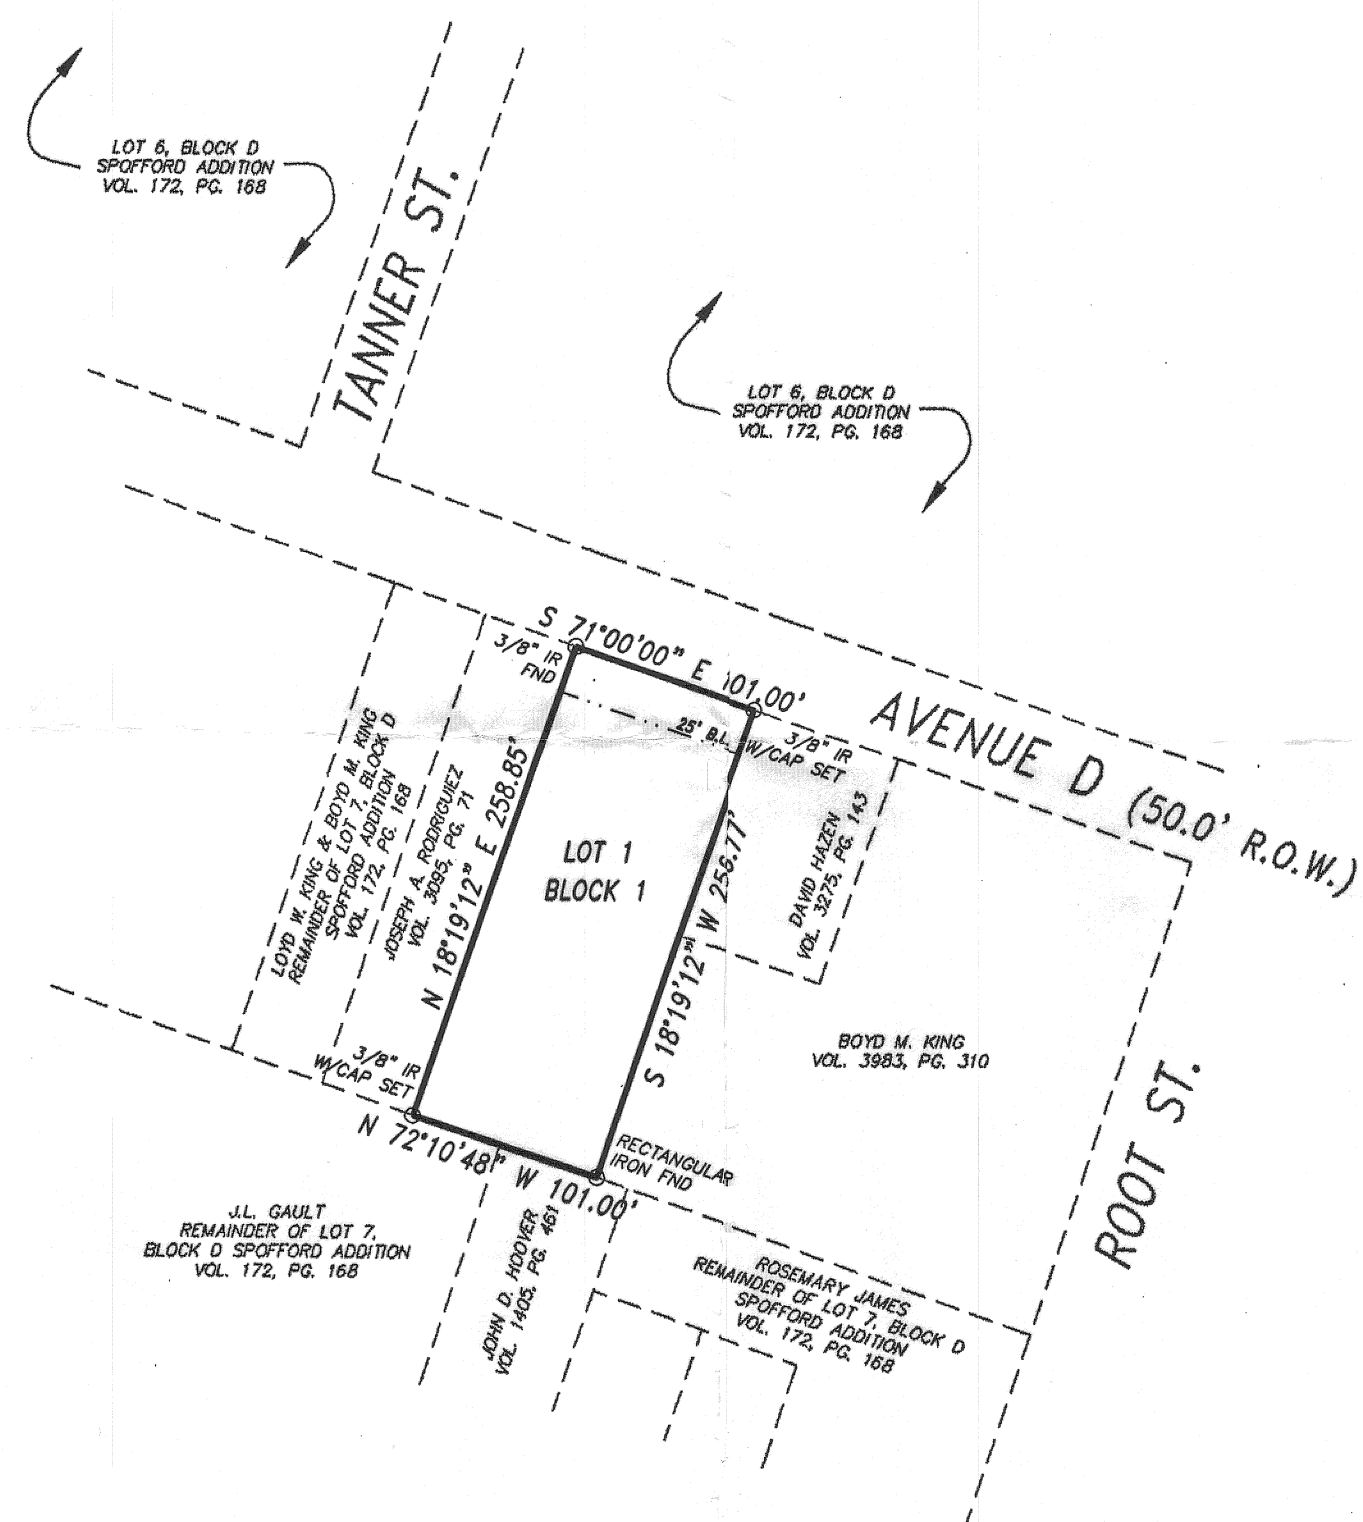 LOT 6, BLOCK D
SPOFFORD ADDITION
VOL. 172, PG. 168
TANNER ST.
LOT 6, BLOCK D
SPOFFORD ADDITION
VOL. 172, PG. 168
S 71°00'00" E 101.00'
3/8" IR
FND
AVENUE D (50.0' R.O.W.)
25' B.L.
3/8" IR
W/CAP SET
LOYD W. KING & BOYD M. KING
REMAINDER OF LOT 7, BLOCK D
SPOFFORD ADDITION
VOL. 172, PG. 168
JOSEPH A. RODRIGUIEZ
VOL. 3095, PG. 71
N 18°19'12" E 258.85'
LOT 1
BLOCK 1
S 18°19'12" W 256.77'
DAVID HAZEN
VOL. 3275, PG. 143
BOYD M. KING
VOL. 3983, PG. 310
ROOT ST.
3/8" IR
W/CAP SET
N 72°10'48" W 101.00'
RECTANGULAR
IRON FND
J.L. GAULT
REMAINDER OF LOT 7,
BLOCK D SPOFFORD ADDITION
VOL. 172, PG. 168
JOHN D. HOOVER
VOL. 1405, PG. 461
ROSEMARY JAMES
REMAINDER OF LOT 7, BLOCK D
SPOFFORD ADDITION
VOL. 172, PG. 168